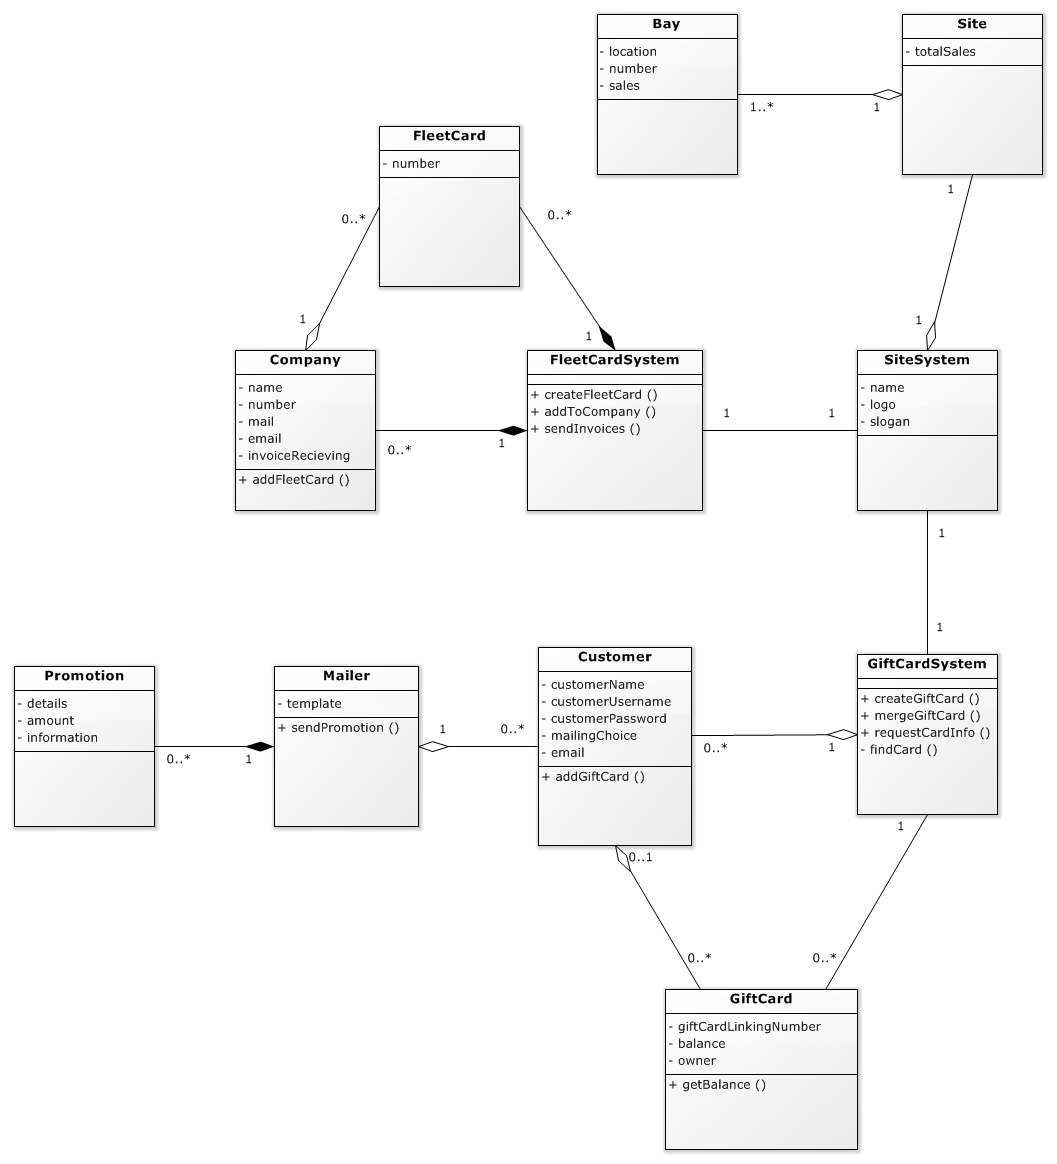 Bay
- location
- number
- sales
Site
- totalSales
1..*
1
FleetCard
- number
0..*
0..*
1
1
1
1
Company
- name
- number
- mail
- email
- invoiceRecieving
+ addFleetCard ()
FleetCardSystem
+ createFleetCard ()
+ addToCompany ()
+ sendInvoices ()
SiteSystem
- name
- logo
- slogan
0..*
1
1
1
1
1
Promotion
- details
- amount
- information
Mailer
- template
+ sendPromotion ()
Customer
- customerName
- customerUsername
- customerPassword
- mailingChoice
- email
+ addGiftCard ()
GiftCardSystem
+ createGiftCard ()
+ mergeGiftCard ()
+ requestCardInfo ()
- findCard ()
0..*
1
1
0..*
0..*
1
0..1
1
0..*
0..*
GiftCard
- giftCardLinkingNumber
- balance
- owner
+ getBalance ()